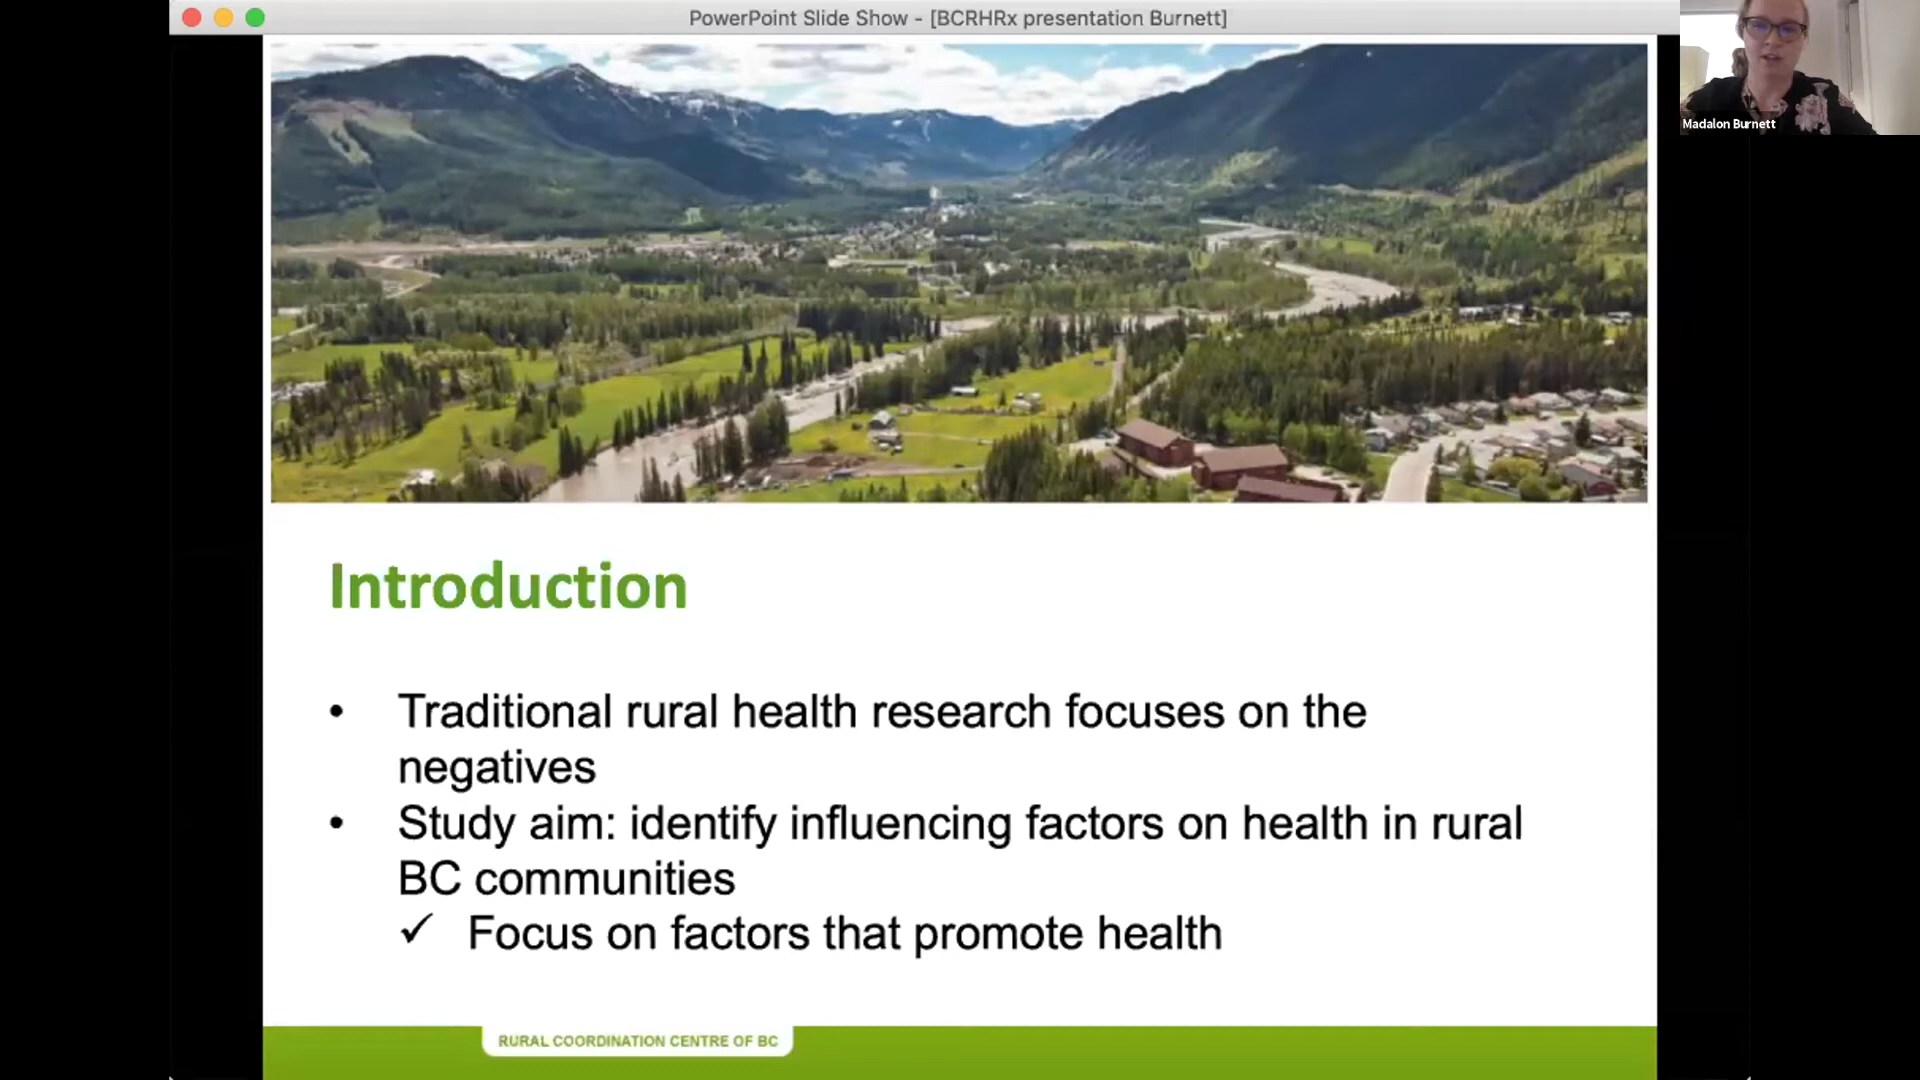 PowerPoint Slide Show - [BCRHRx presentation Burnett]
Madalon Burnett
Introduction
• Traditional rural health research focuses on the
negatives
• Study aim: identify influencing factors on health in rural
BC communities
✓ Focus on factors that promote health
RURAL COORDINATION CENTRE OF BC